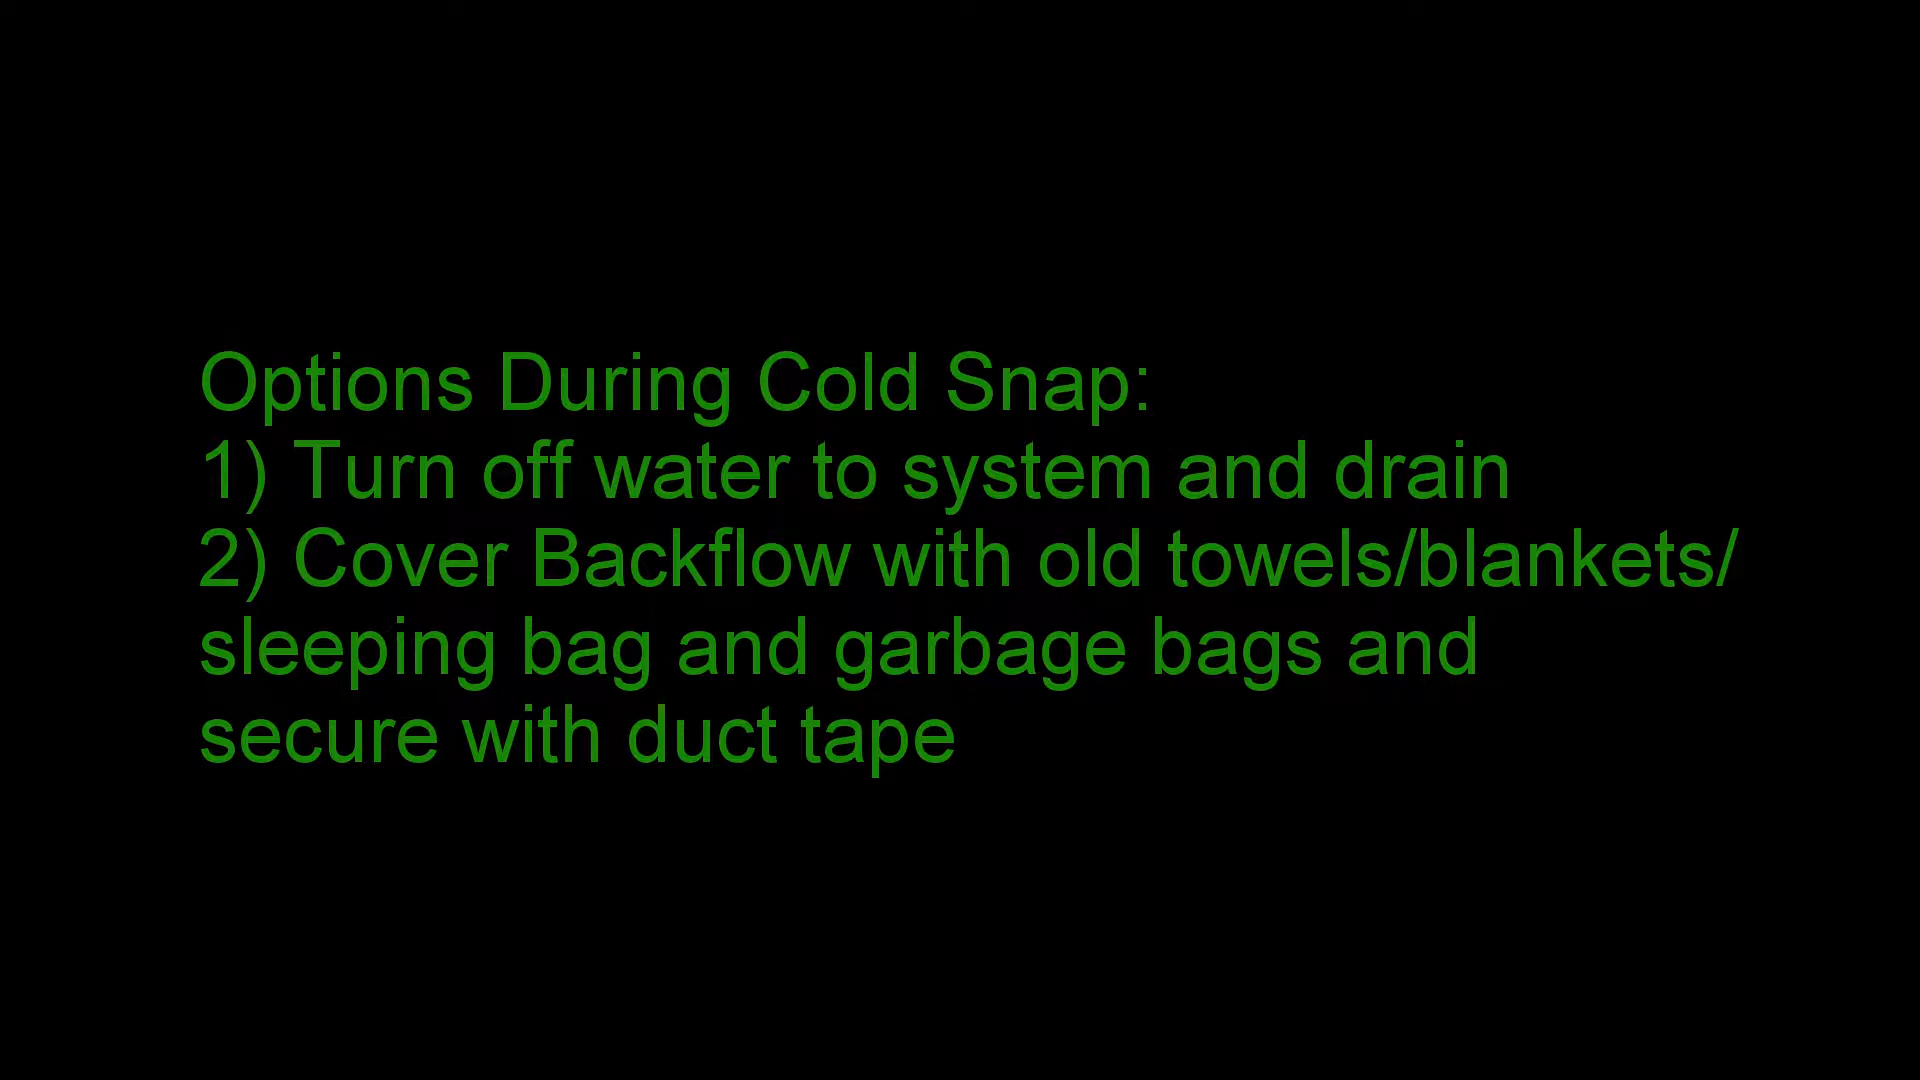 Options During Cold Snap:
1) Turn off water to system and drain
2) Cover Backflow with old towels/blankets/
sleeping bag and garbage bags and
secure with duct tape